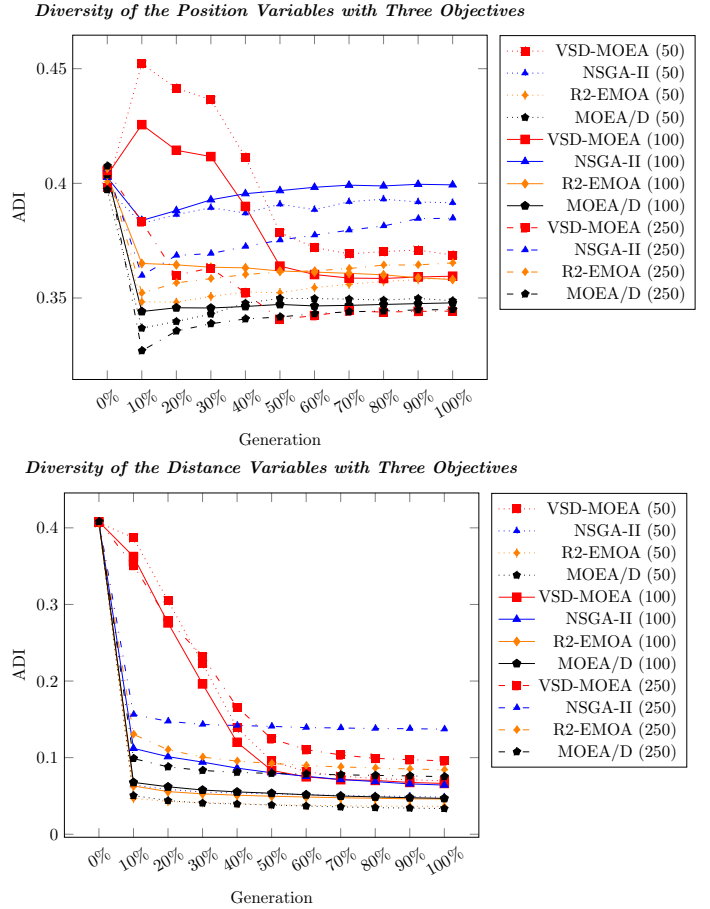 Diversity of the Position Variables with Three Objectives
0.45
0.4
0.35
ADI
0% 10% 20% 30% 40% 50% 60% 70% 80% 90% 100%
Generation
VSD-MOEA (50)
NSGA-II (50)
R2-EMOA (50)
MOEA/D (50)
VSD-MOEA (100)
NSGA-II (100)
R2-EMOA (100)
MOEA/D (100)
VSD-MOEA (250)
NSGA-II (250)
R2-EMOA (250)
MOEA/D (250)
Diversity of the Distance Variables with Three Objectives
0.4
0.3
0.2
0.1
0
ADI
0% 10% 20% 30% 40% 50% 60% 70% 80% 90% 100%
Generation
VSD-MOEA (50)
NSGA-II (50)
R2-EMOA (50)
MOEA/D (50)
VSD-MOEA (100)
NSGA-II (100)
R2-EMOA (100)
MOEA/D (100)
VSD-MOEA (250)
NSGA-II (250)
R2-EMOA (250)
MOEA/D (250)